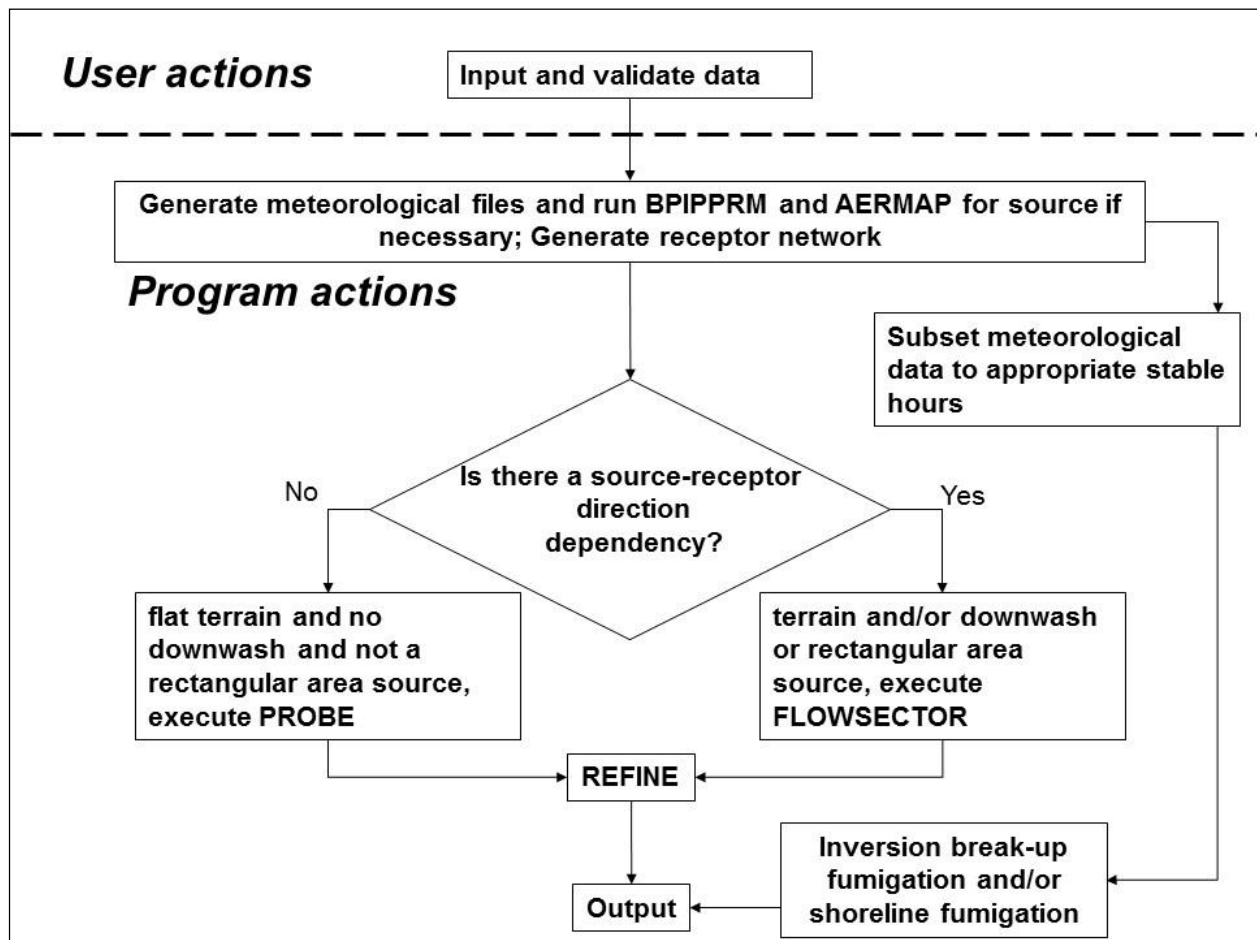 User actions
Input and validate data
Generate meteorological files and run BPIPPRM and AERMAP for source if
necessary; Generate receptor network
Program actions
Subset meteorological
data to appropriate stable
hours
Is there a source-receptor
direction
dependency?
No
Yes
flat terrain and no
downwash and not a
rectangular area source,
execute PROBE
terrain and/or downwash
or rectangular area
source, execute
FLOWSECTOR
REFINE
Inversion break-up
fumigation and/or
shoreline fumigation
Output